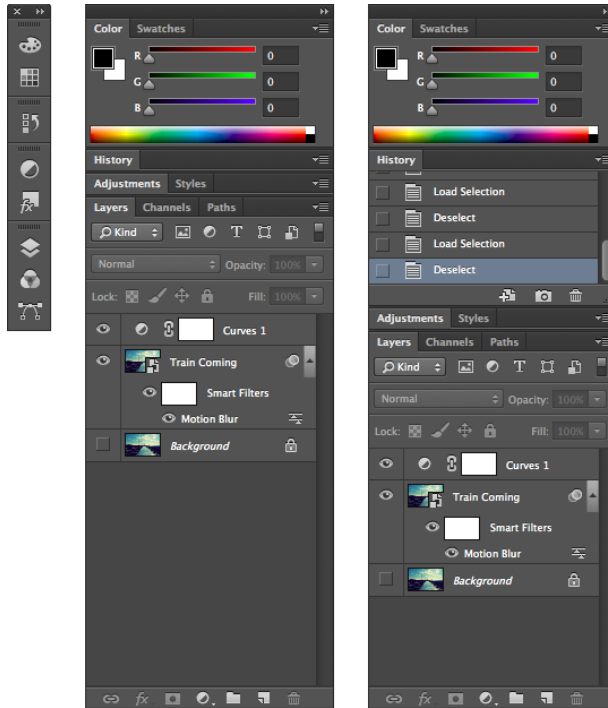 Color Swatches
R 0
G 0
B 0
History
Adjustments Styles
Layers Channels Paths
Kind T
Normal Opacity: 100%
Lock: Fill: 100%
Curves 1
Train Coming
Smart Filters
Motion Blur
Background
fx
Color Swatches
R 0
G 0
B 0
History
Load Selection
Deselect
Load Selection
Deselect
Adjustments Styles
Layers Channels Paths
Kind T
Normal Opacity: 100%
Lock: Fill: 100%
Curves 1
Train Coming
Smart Filters
Motion Blur
Background
fx
fx